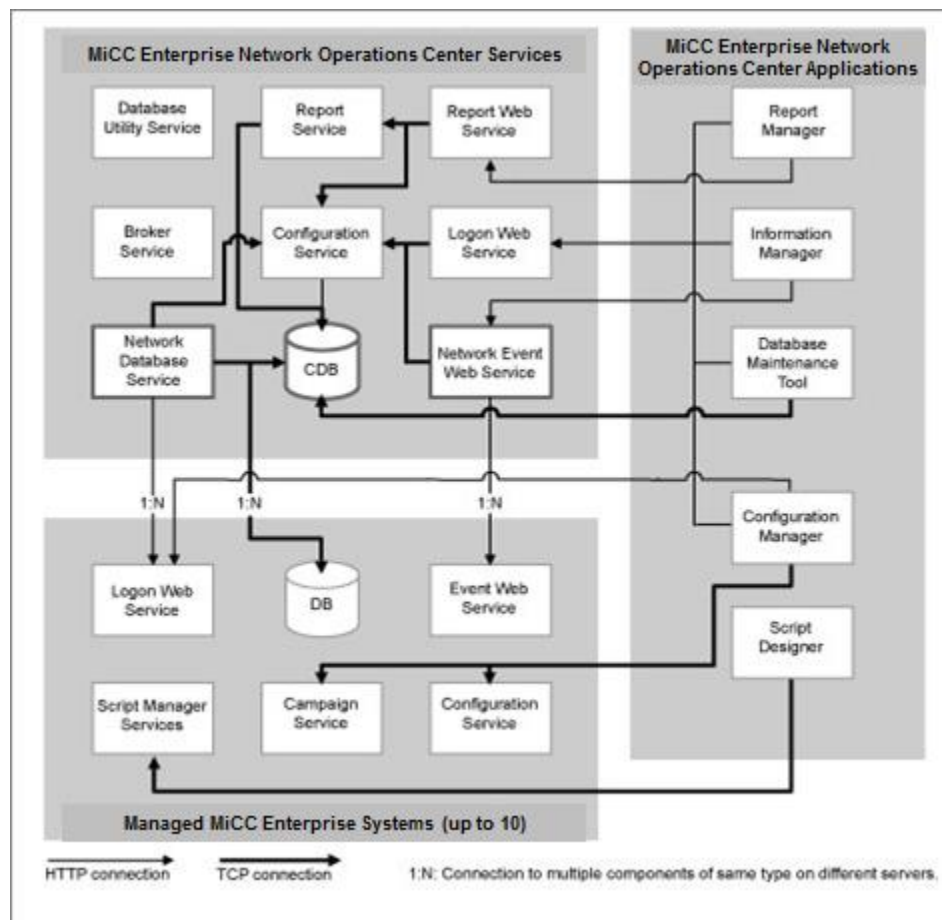 MiCC Enterprise Network Operations Center Services
Database
Utility Service
Report
Service
Report Web
Service
Broker
Service
Configuration
Service
Logon Web
Service
Network
Database
Service
CDB
Network Event
Web Service
MiCC Enterprise Network
Operations Center Applications
Report
Manager
Information
Manager
Database
Maintenance
Tool
Configuration
Manager
Script
Designer
1:N
1:N
1:N
Logon Web
Service
DB
Event Web
Service
Script Manager
Services
Campaign
Service
Configuration
Service
Managed MiCC Enterprise Systems (up to 10)
HTTP connection
TCP connection
1:N: Connection to multiple components of same type on different servers.